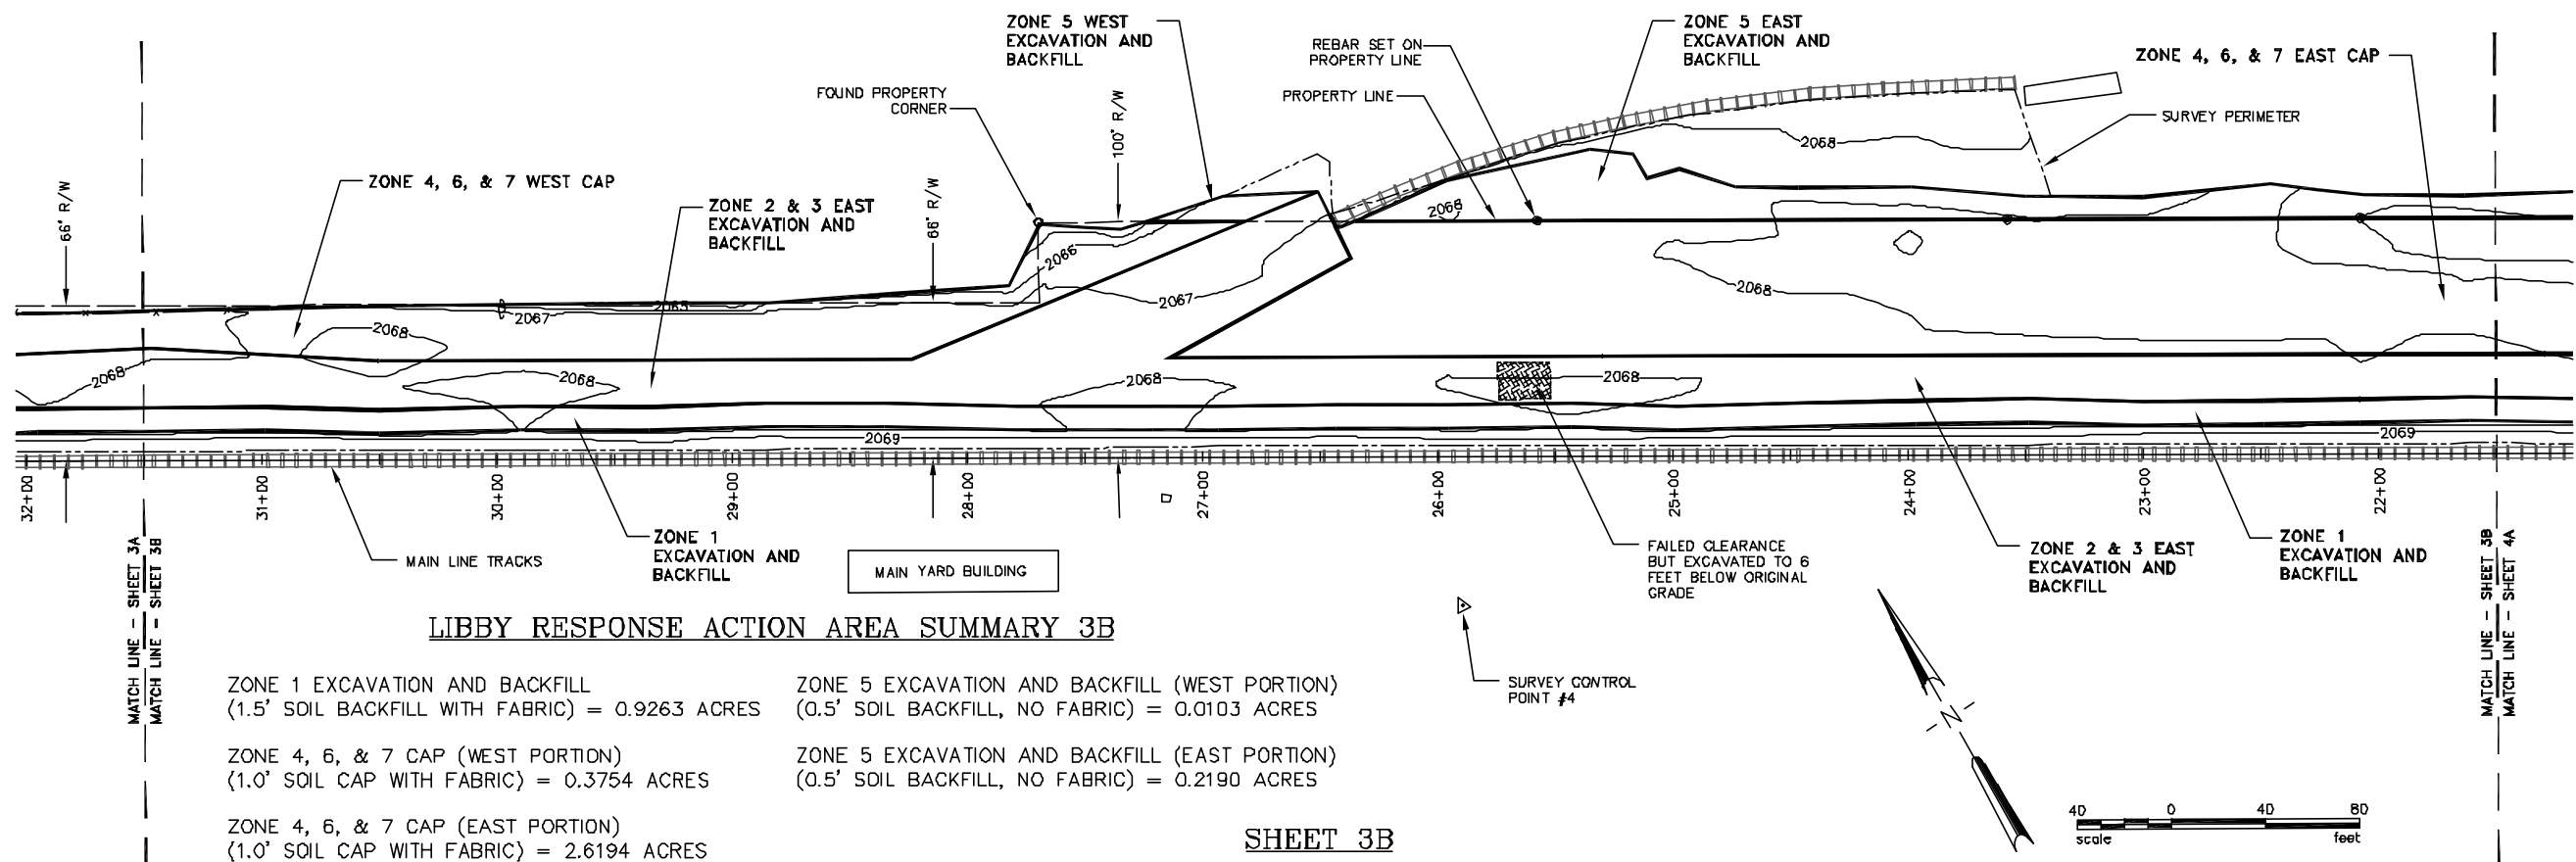 ZONE 5 WEST
EXCAVATION AND
BACKFILL
REBAR SET ON
PROPERTY LINE
ZONE 5 EAST
EXCAVATION AND
BACKFILL
ZONE 4, 6, & 7 EAST CAP
FOUND PROPERTY
CORNER
100' R/W
PROPERTY LINE
SURVEY PERIMETER
2068
66' R/W
ZONE 4, 6, & 7 WEST CAP
ZONE 2 & 3 EAST
EXCAVATION AND
BACKFILL
66' R/W
2068
2066
2067
2068
2065
2067
2068
2068
2068
2068
2068
2069
2069
32+00
31+00
30+00
29+00
28+00
27+00
26+00
25+00
24+00
23+00
22+00
MATCH LINE - SHEET 3A
MATCH LINE - SHEET 3B
MAIN LINE TRACKS
ZONE 1
EXCAVATION AND
BACKFILL
MAIN YARD BUILDING
FAILED CLEARANCE
BUT EXCAVATED TO 6
FEET BELOW ORIGINAL
GRADE
ZONE 2 & 3 EAST
EXCAVATION AND
BACKFILL
ZONE 1
EXCAVATION AND
BACKFILL
MATCH LINE - SHEET 3B
MATCH LINE - SHEET 4A
LIBBY RESPONSE ACTION AREA SUMMARY 3B
SURVEY CONTROL
POINT #4
N
ZONE 1 EXCAVATION AND BACKFILL
(1.5' SOIL BACKFILL WITH FABRIC) = 0.9263 ACRES
ZONE 4, 6, & 7 CAP (WEST PORTION)
(1.0' SOIL CAP WITH FABRIC) = 0.3754 ACRES
ZONE 4, 6, & 7 CAP (EAST PORTION)
(1.0' SOIL CAP WITH FABRIC) = 2.6194 ACRES
ZONE 5 EXCAVATION AND BACKFILL (WEST PORTION)
(0.5' SOIL BACKFILL, NO FABRIC) = 0.0103 ACRES
ZONE 5 EXCAVATION AND BACKFILL (EAST PORTION)
(0.5' SOIL BACKFILL, NO FABRIC) = 0.2190 ACRES
SHEET 3B
40 0 40 80
scale feet